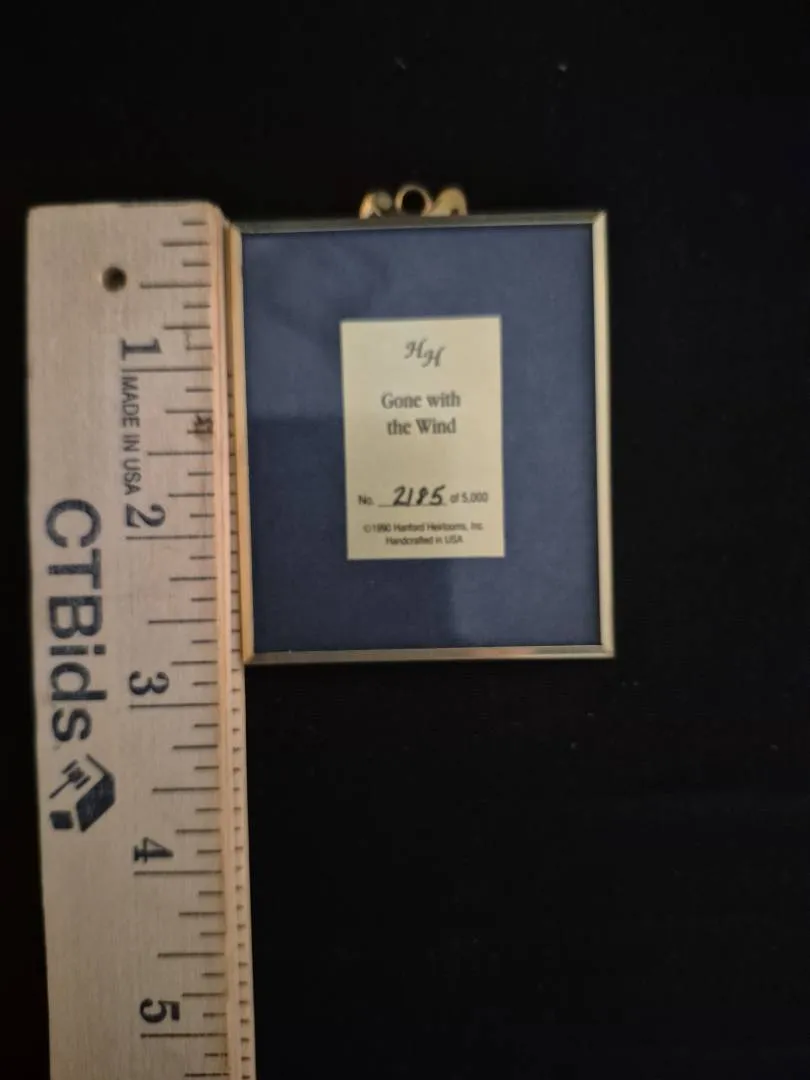 HH
Gone with
the Wind
No. 2185 of 5,000
©1990 Hanford Heirlooms, Inc.
Handcrafted in USA
1
MADE IN USA
2
CTBids
3
4
5